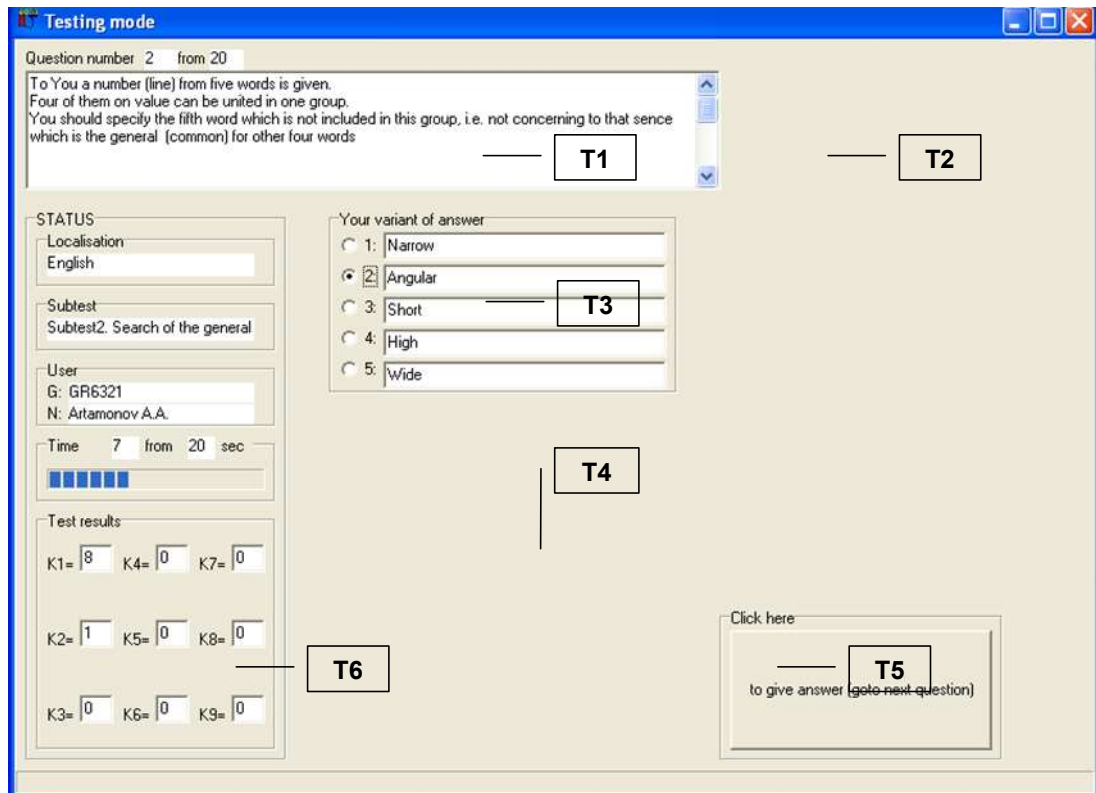 Testing mode
Question number 2 from 20
To You a number (line) from five words is given.
Four of them on value can be united in one group.
You should specify the fifth word which is not included in this group, i.e. not concerning to that sence
which is the general (common) for other four words
T1
T2
STATUS
Localisation
English
Subtest
Subtest2. Search of the general
User
G: GR6321
N: Artamonov A.A.
Time 7 from 20 sec
Your variant of answer
1: Narrow
2: Angular
3: Short
4: High
5: Wide
T3
T4
Test results
K1= 8 K4= 0 K7= 0
K2= 1 K5= 0 K8= 0
K3= 0 K6= 0 K9= 0
T6
Click here
T5
to give answer (goto next question)